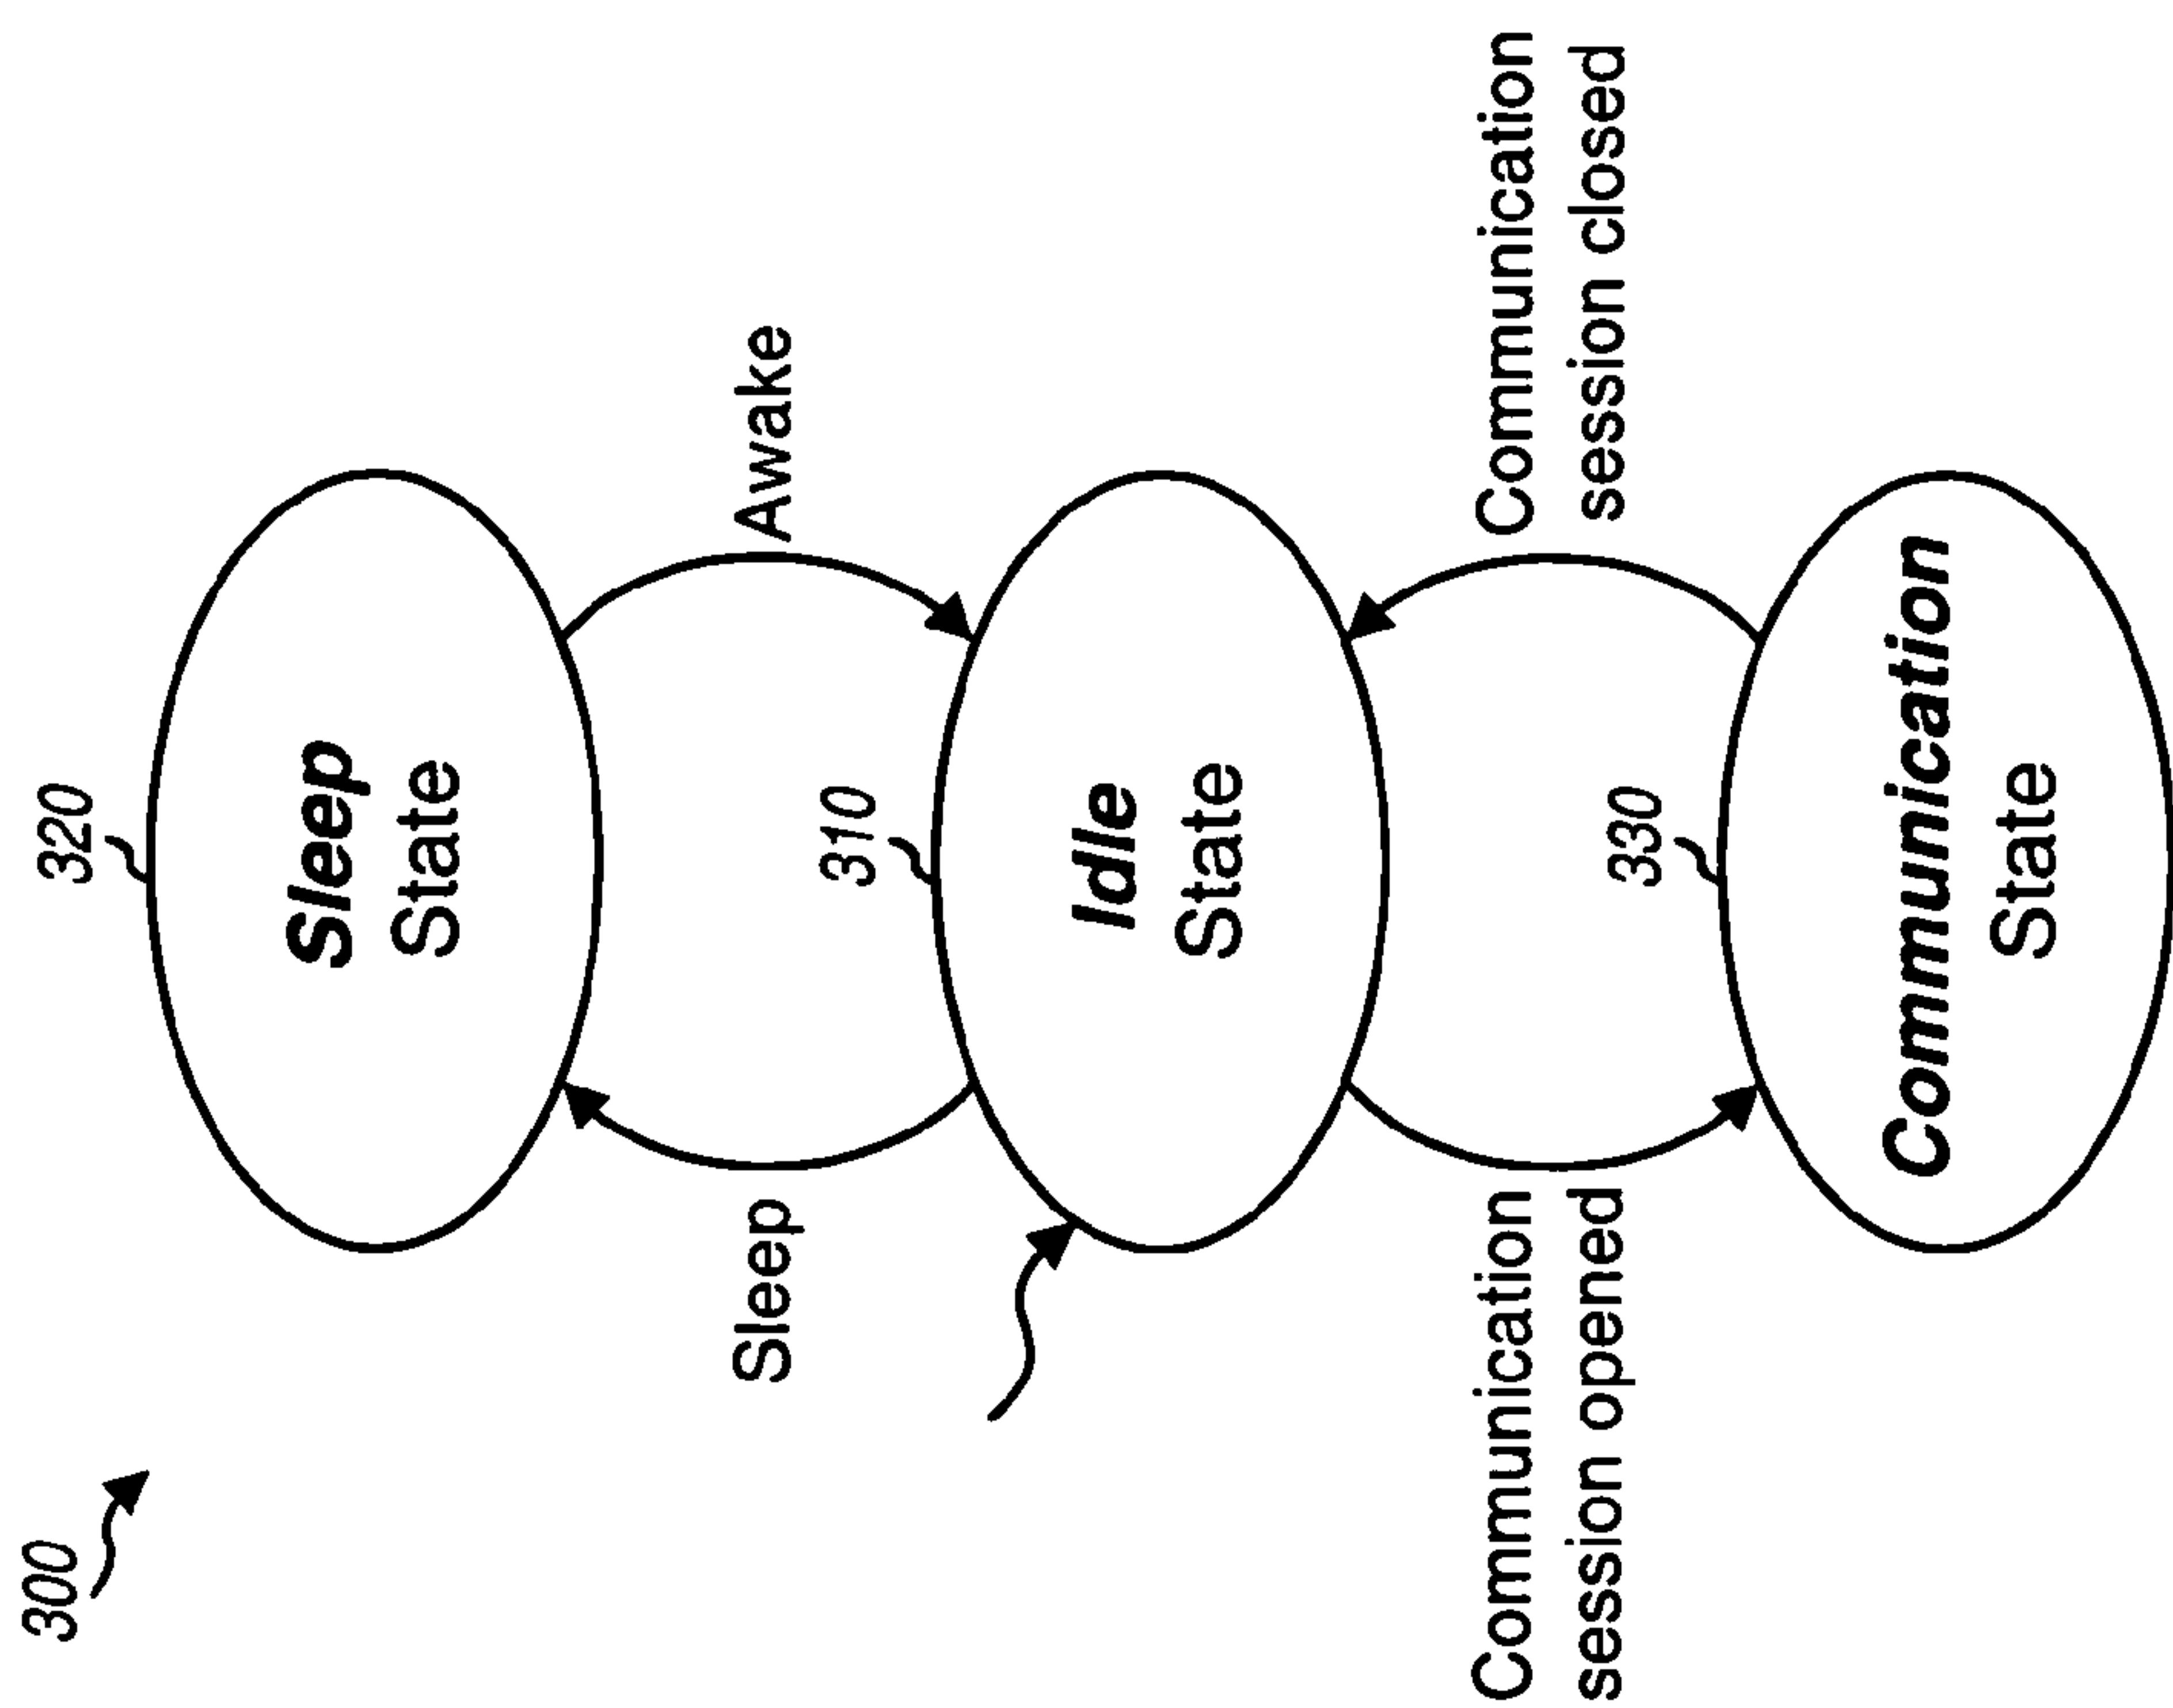 300
320
Sleep
State
Sleep
Awake
310
Idle
State
Communication
session opened
Communication
session closed
330
Communication
State